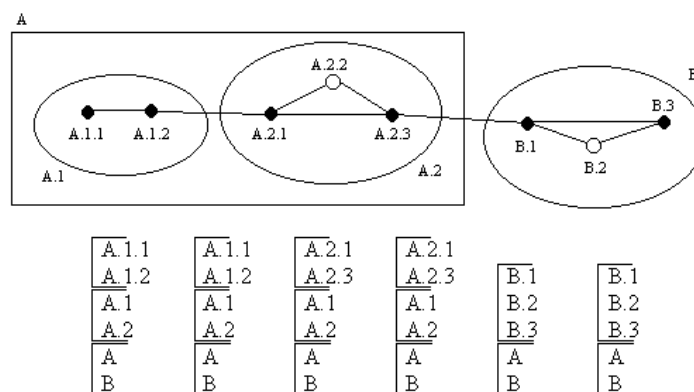 A
B
A.2.2
B.3
A.1.1 A.1.2 A.2.1 A.2.3 B.1
B.2
A.1 A.2
A.1.1 A.1.1 A.2.1 A.2.1
A.1.2 A.1.2 A.2.3 A.2.3 B.1 B.1
A.1 A.1 A.1 A.1 B.2 B.2
A.2 A.2 A.2 A.2 B.3 B.3
A A A A A A
B B B B B B